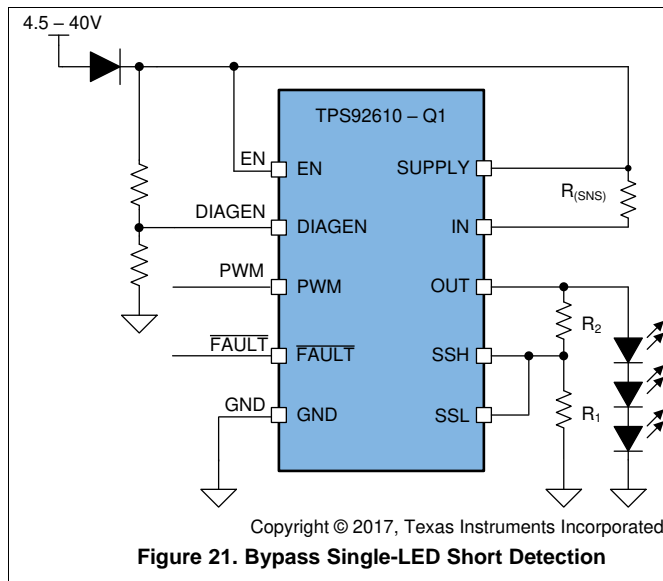 4.5 – 40V
TPS92610 – Q1
EN
EN
SUPPLY
R(SNS)
DIAGEN
DIAGEN
IN
PWM
PWM
OUT
R2
FAULT
FAULT
SSH
GND
GND
SSL
R1
Copyright © 2017, Texas Instruments Incorporated
Figure 21. Bypass Single-LED Short Detection